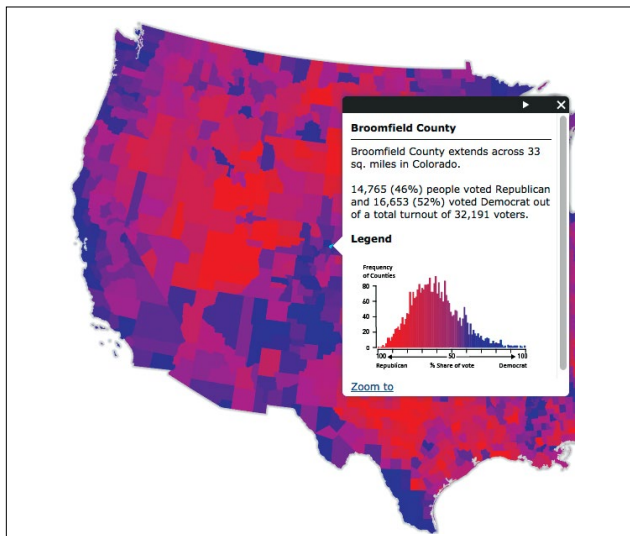 Broomfield County
Broomfield County extends across 33
sq. miles in Colorado.
14,765 (46%) people voted Republican
and 16,653 (52%) voted Democrat out
of a total turnout of 32,191 voters.
Legend
Frequency
of Counties
80
60
40
20
0
100 50 100
Republican % Share of vote Democrat
Zoom to